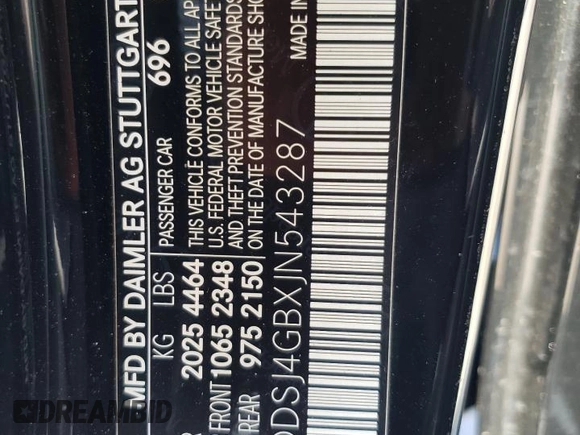 MFD BY DAIMLER AG STUTTGART
696
KG LBS PASSENGER CAR
2025 4464 THIS VEHICLE CONFORMS TO ALL AP
FRONT 1065 2348 U.S. FEDERAL MOTOR VEHICLE SAFE
AND THEFT PREVENTION STANDARDS
REAR 975 2150 ON THE DATE OF MANUFACTURE
MADE IN
DSJ4GBXJN543287
DREAMBID